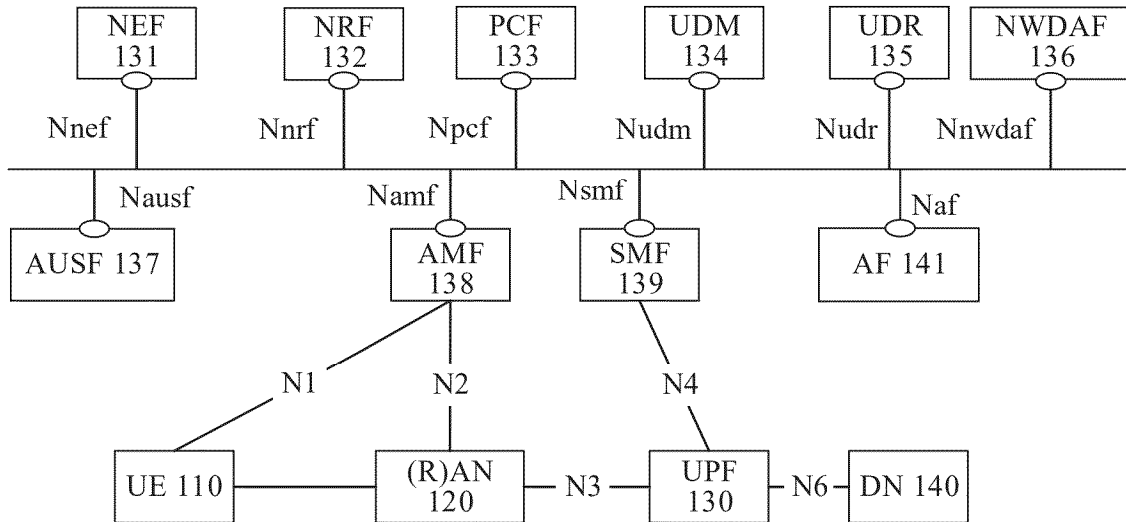 NEF
131
NRF
132
PCF
133
UDM
134
UDR
135
NWDAF
136
Nnef
Nnrf
Npcf
Nudm
Nudr
Nnwdaf
Nausf
Namf
Nsmf
Naf
AUSF 137
AMF
138
SMF
139
AF 141
N1
N2
N4
UE 110
(R)AN
120
N3
UPF
130
N6
DN 140